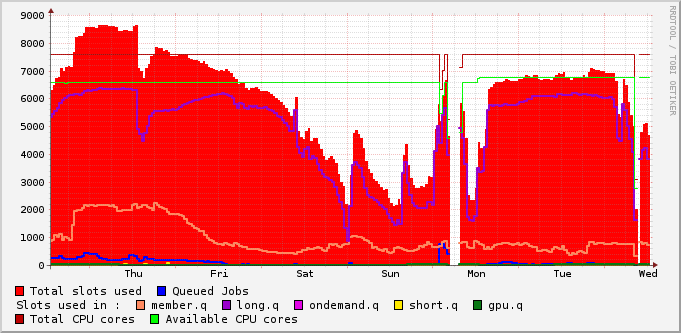 9000
8000
7000
6000
5000
4000
3000
2000
1000
0
Thu Fri Sat Sun Mon Tue Wed
RRDTOOL / TOBI OETIKER
Total slots used Queued Jobs
Slots used in : member.q long.q ondemand.q short.q gpu.q
Total CPU cores Available CPU cores